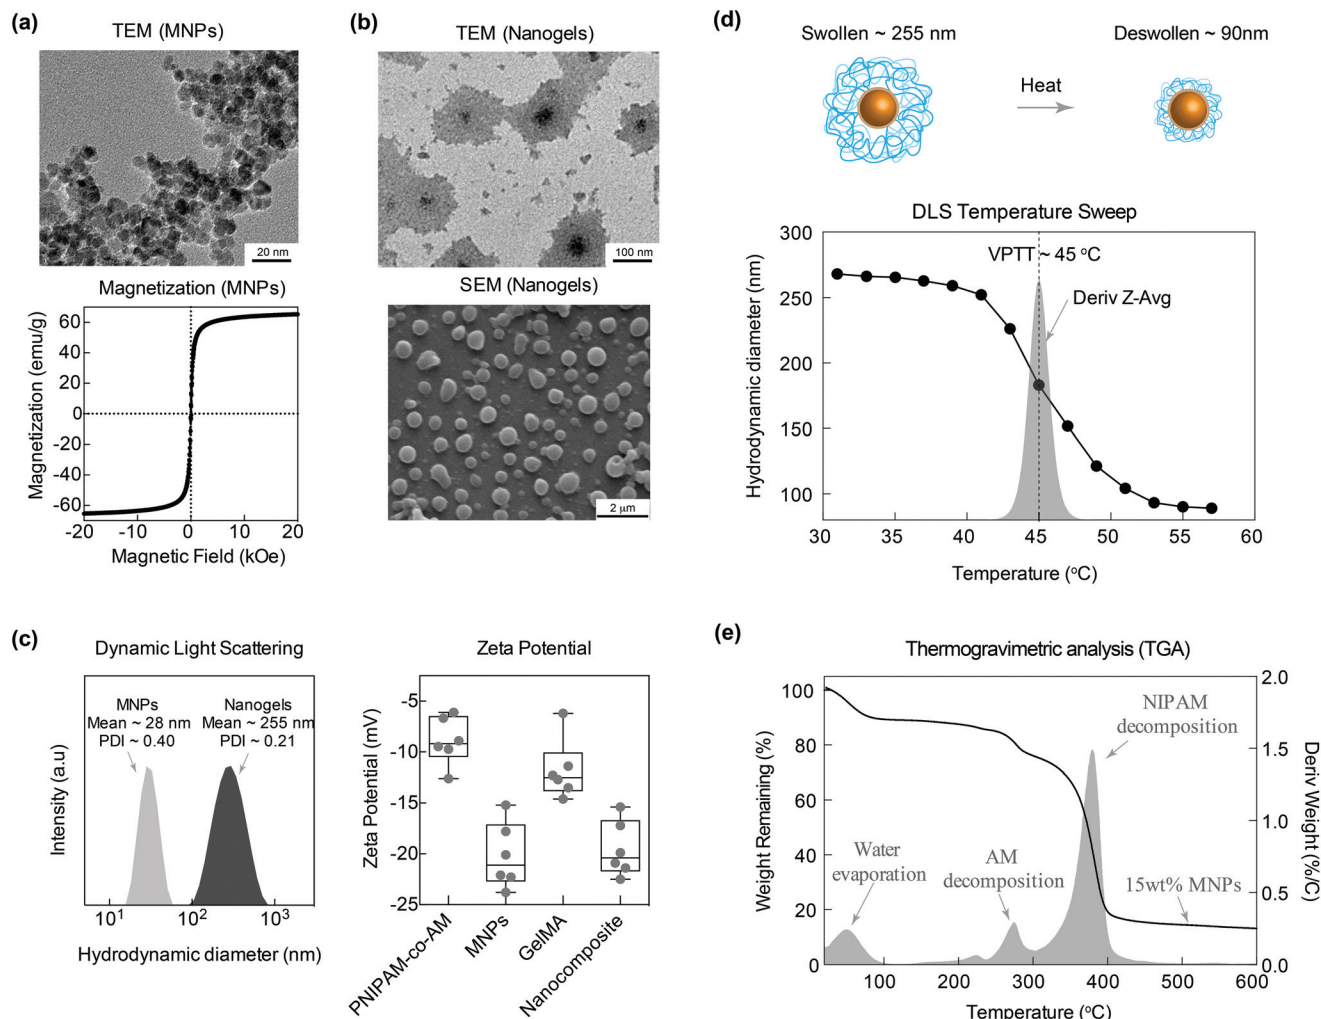 (a)
TEM (MNPs)
20 nm
Magnetization (MNPs)
Magnetization (emu/g)
60
40
20
0
-20
-40
-60
-20
-10
0
10
20
Magnetic Field (kOe)
(b)
TEM (Nanogels)
100 nm
SEM (Nanogels)
2 μm
(c)
Dynamic Light Scattering
MNPs
Mean ~ 28 nm
PDI ~ 0.40
Nanogels
Mean ~ 255 nm
PDI ~ 0.21
Intensity (a.u)
10¹
10²
10³
Hydrodynamic diameter (nm)
Zeta Potential
Zeta Potential (mV)
-5
-10
-15
-20
-25
PNIPAM-co-AM
MNPs
GelMA
Nanocomposite
(d)
Swollen ~ 255 nm
Heat
Deswollen ~ 90nm
DLS Temperature Sweep
VPTT ~ 45 °C
Deriv Z-Avg
Hydrodynamic diameter (nm)
300
250
200
150
100
30
35
40
45
50
55
60
Temperature (°C)
(e)
Thermogravimetric analysis (TGA)
Weight Remaining (%)
100
80
60
40
20
0
NIPAM
decomposition
AM
decomposition
Water
evaporation
15wt% MNPs
2.0
1.5
1.0
0.5
0.0
Deriv Weight (%/C)
100
200
300
400
500
600
Temperature (°C)